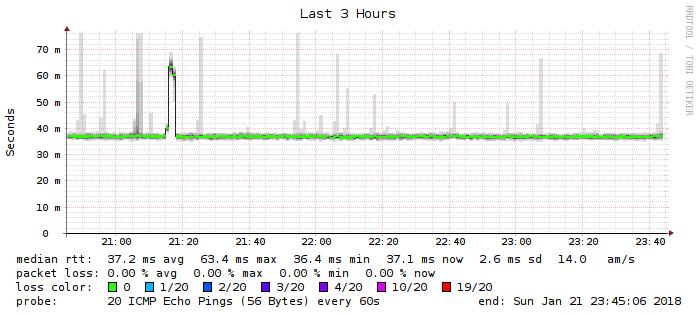 Last 3 Hours
RRDTOOL / TOBI OETIKER
Seconds
70 m
60 m
50 m
40 m
30 m
20 m
10 m
0
21:00 21:20 21:40 22:00 22:20 22:40 23:00 23:20 23:40
median rtt: 37.2 ms avg 63.4 ms max 36.4 ms min 37.1 ms now 2.6 ms sd 14.0 am/s
packet loss: 0.00 % avg 0.00 % max 0.00 % min 0.00 % now
loss color: 0 1/20 2/20 3/20 4/20 10/20 19/20
probe: 20 ICMP Echo Pings (56 Bytes) every 60s end: Sun Jan 21 23:45:06 2018